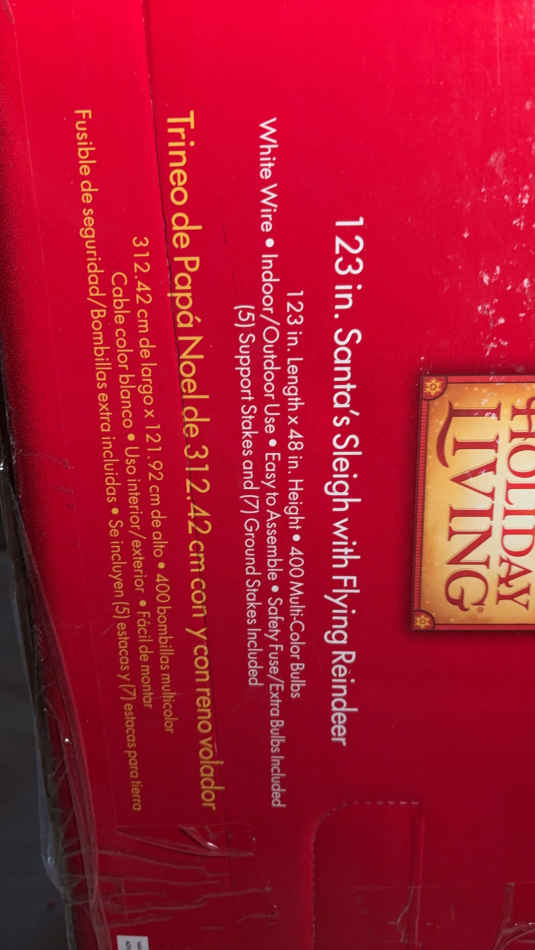 HOLIDAY
LIVING®
123 in. Santa's Sleigh with Flying Reindeer
123 in. Length x 48 in. Height • 400 Multi-Color Bulbs
White Wire • Indoor/Outdoor Use • Easy to Assemble • Safety Fuse/Extra Bulbs Included
(5) Support Stakes and (7) Ground Stakes Included
Trineo de Papá Noel de 312.42 cm con y con reno volador
312.42 cm de largo x 121.92 cm de alto • 400 bombillas multicolor
Cable color blanco • Uso interior/exterior • Fácil de montar
Fusible de seguridad/Bombillas extra incluidas • Se incluyen (5) estacas y (7) estacas para tierra